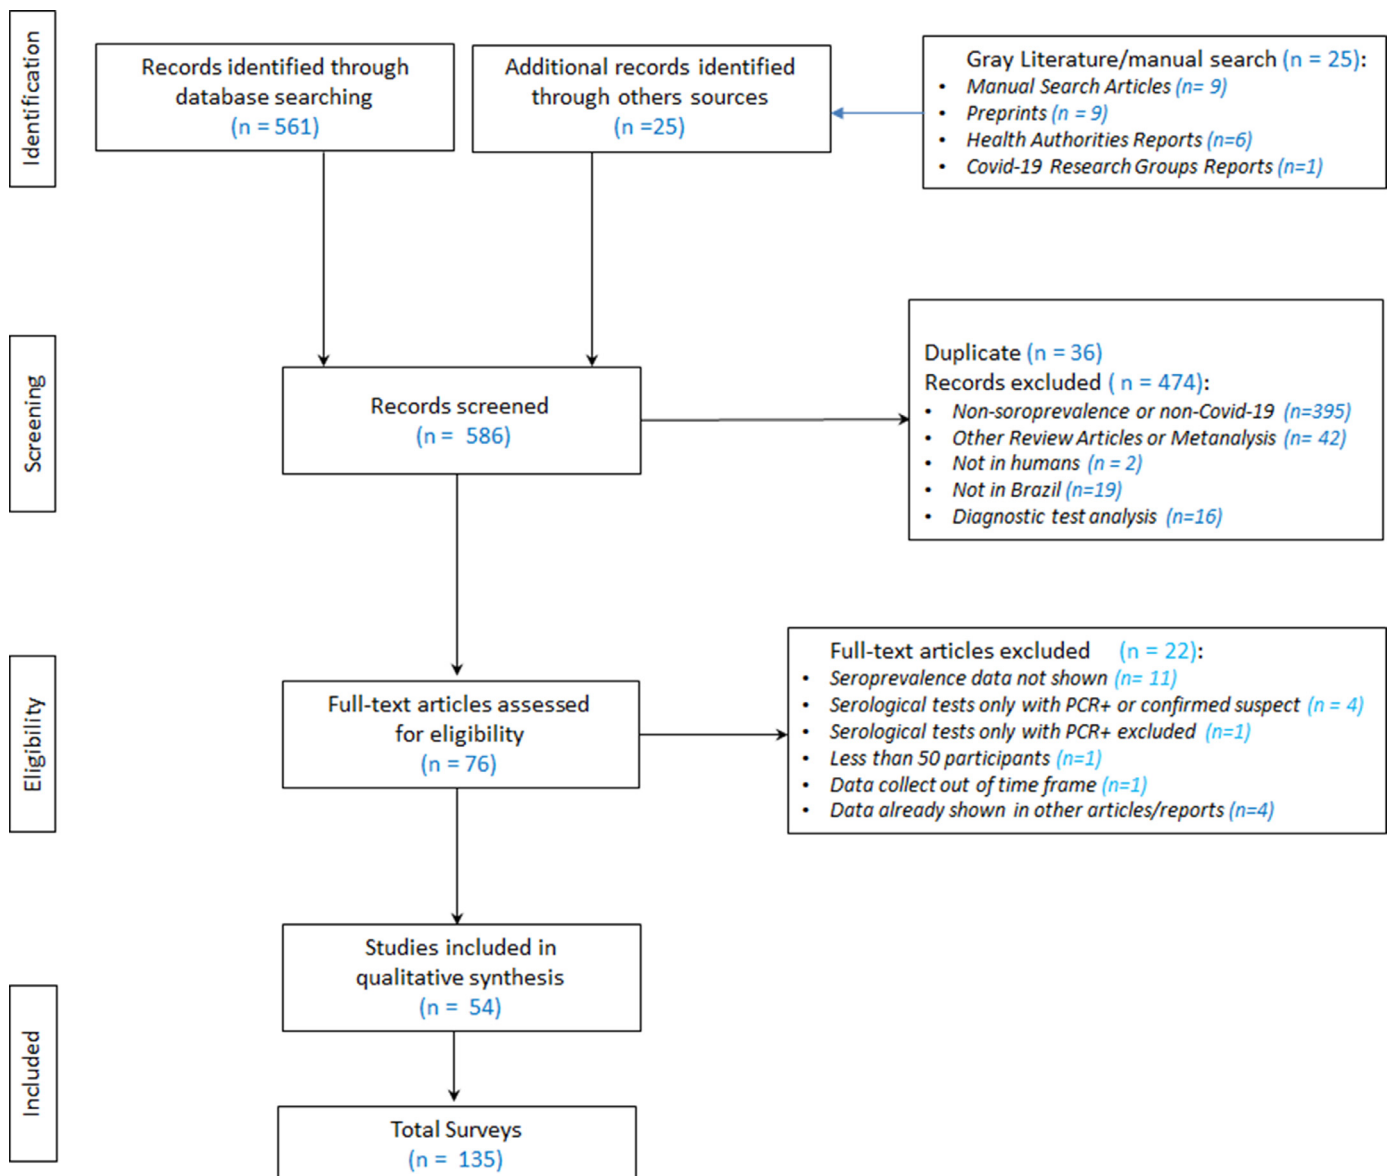 Identification
Records identified through
database searching
(n = 561)
Additional records identified
through others sources
(n =25)
Gray Literature/manual search (n = 25):
• Manual Search Articles (n= 9)
• Preprints (n = 9)
• Health Authorities Reports (n=6)
• Covid-19 Research Groups Reports (n=1)
Screening
Records screened
(n = 586)
Duplicate (n = 36)
Records excluded ( n = 474):
• Non-soroprevalence or non-Covid-19 (n=395)
• Other Review Articles or Metanalysis (n= 42)
• Not in humans (n = 2)
• Not in Brazil (n=19)
• Diagnostic test analysis (n=16)
Eligibility
Full-text articles assessed
for eligibility
(n = 76)
Full-text articles excluded (n = 22):
• Seroprevalence data not shown (n= 11)
• Serological tests only with PCR+ or confirmed suspect (n = 4)
• Serological tests only with PCR+ excluded (n=1)
• Less than 50 participants (n=1)
• Data collect out of time frame (n=1)
• Data already shown in other articles/reports (n=4)
Included
Studies included in
qualitative synthesis
(n = 54)
Total Surveys
(n = 135)